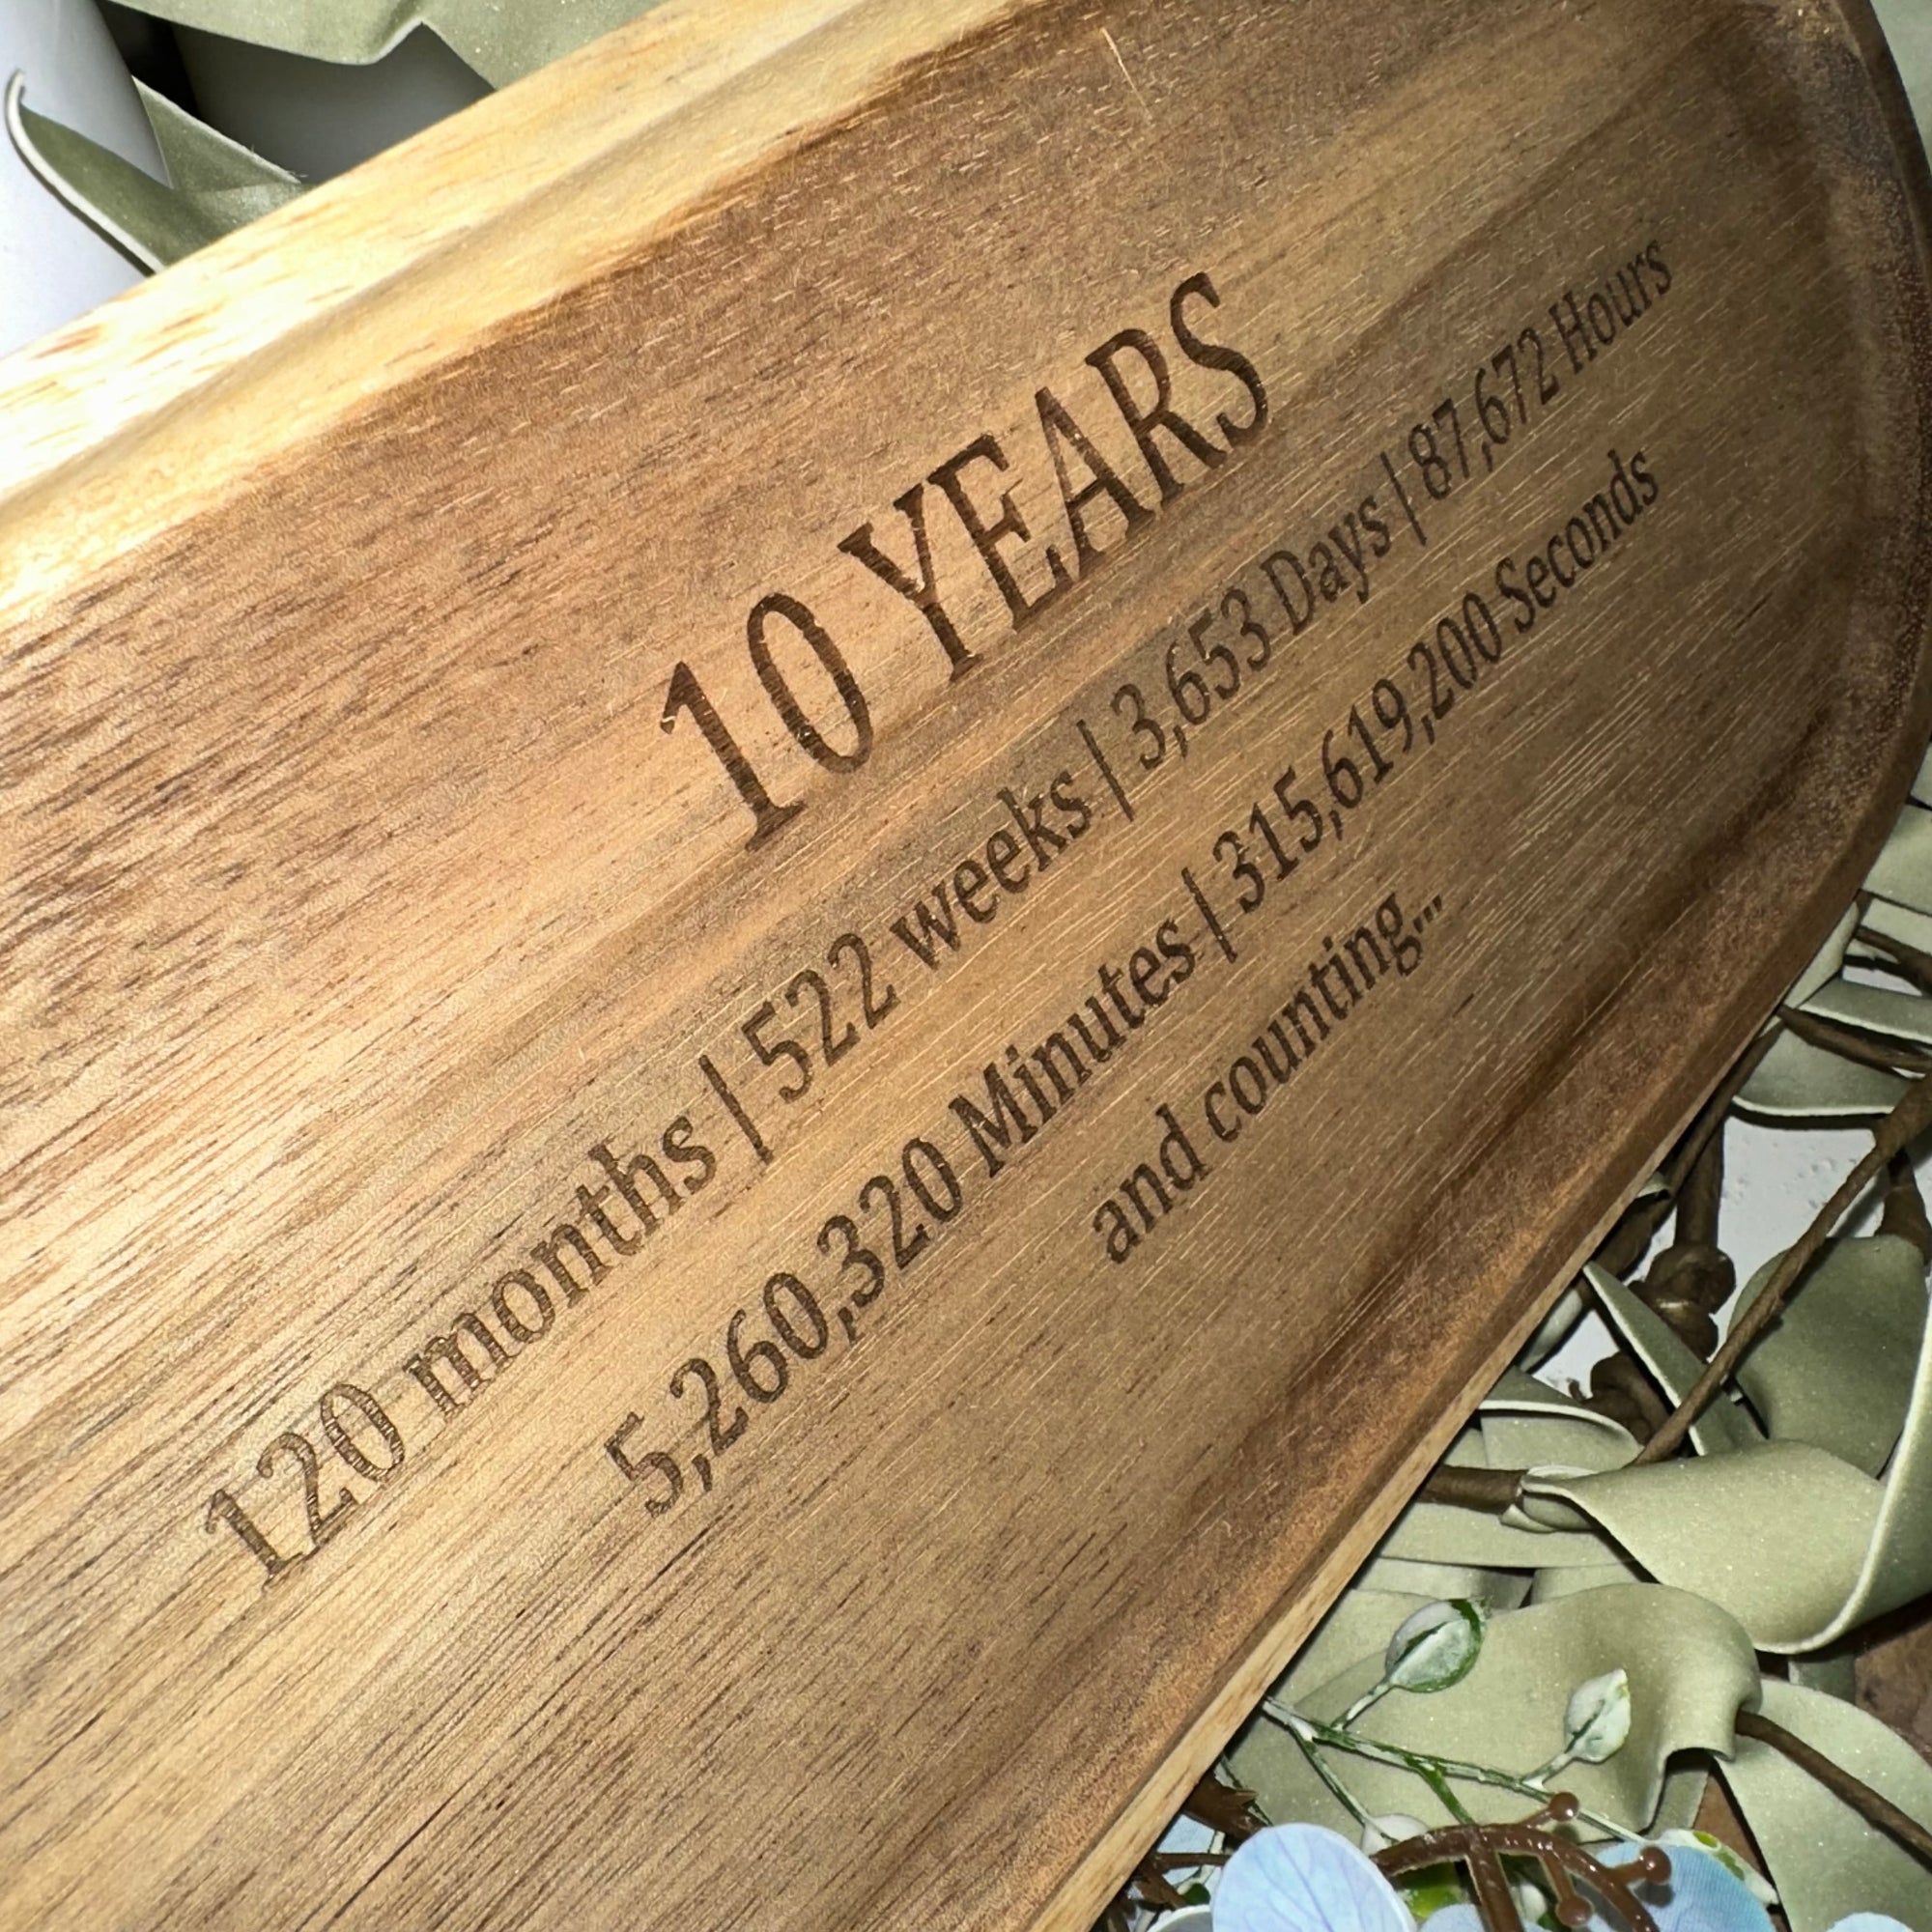 10 YEARS
120 months | 522 weeks | 3,653 Days | 87,672 Hours
5,260,320 Minutes | 315,619,200 Seconds
and counting...